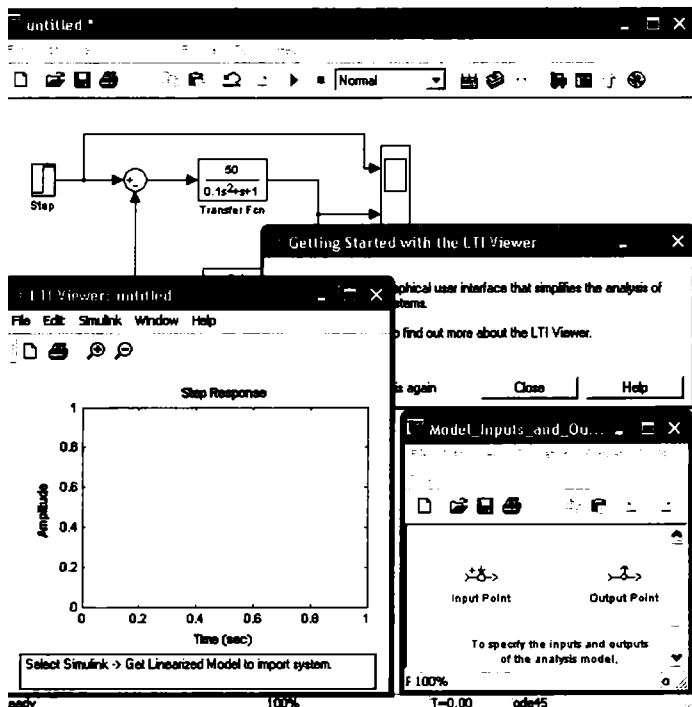 untitled *
Normal
50
0.1s²+s+1
Step
Transfer Fcn
Getting Started with the LTI Viewer
aphical user interface that simplifies the analysis of
stems.
o find out more about the LTI Viewer.
is again
Close
Help
LTI Viewer: untitled
File Edit Simulink Window Help
Step Response
Amplitude
1
0.8
0.6
0.4
0.2
0
0 0.2 0.4 0.6 0.8 1
Time (sec)
Select Simulink -> Get Linearized Model to import system.
Model_Inputs_and_Ou...
Input Point
Output Point
To specify the inputs and outputs
of the analysis model,
100%
eady
100%
T=0.00
ode45